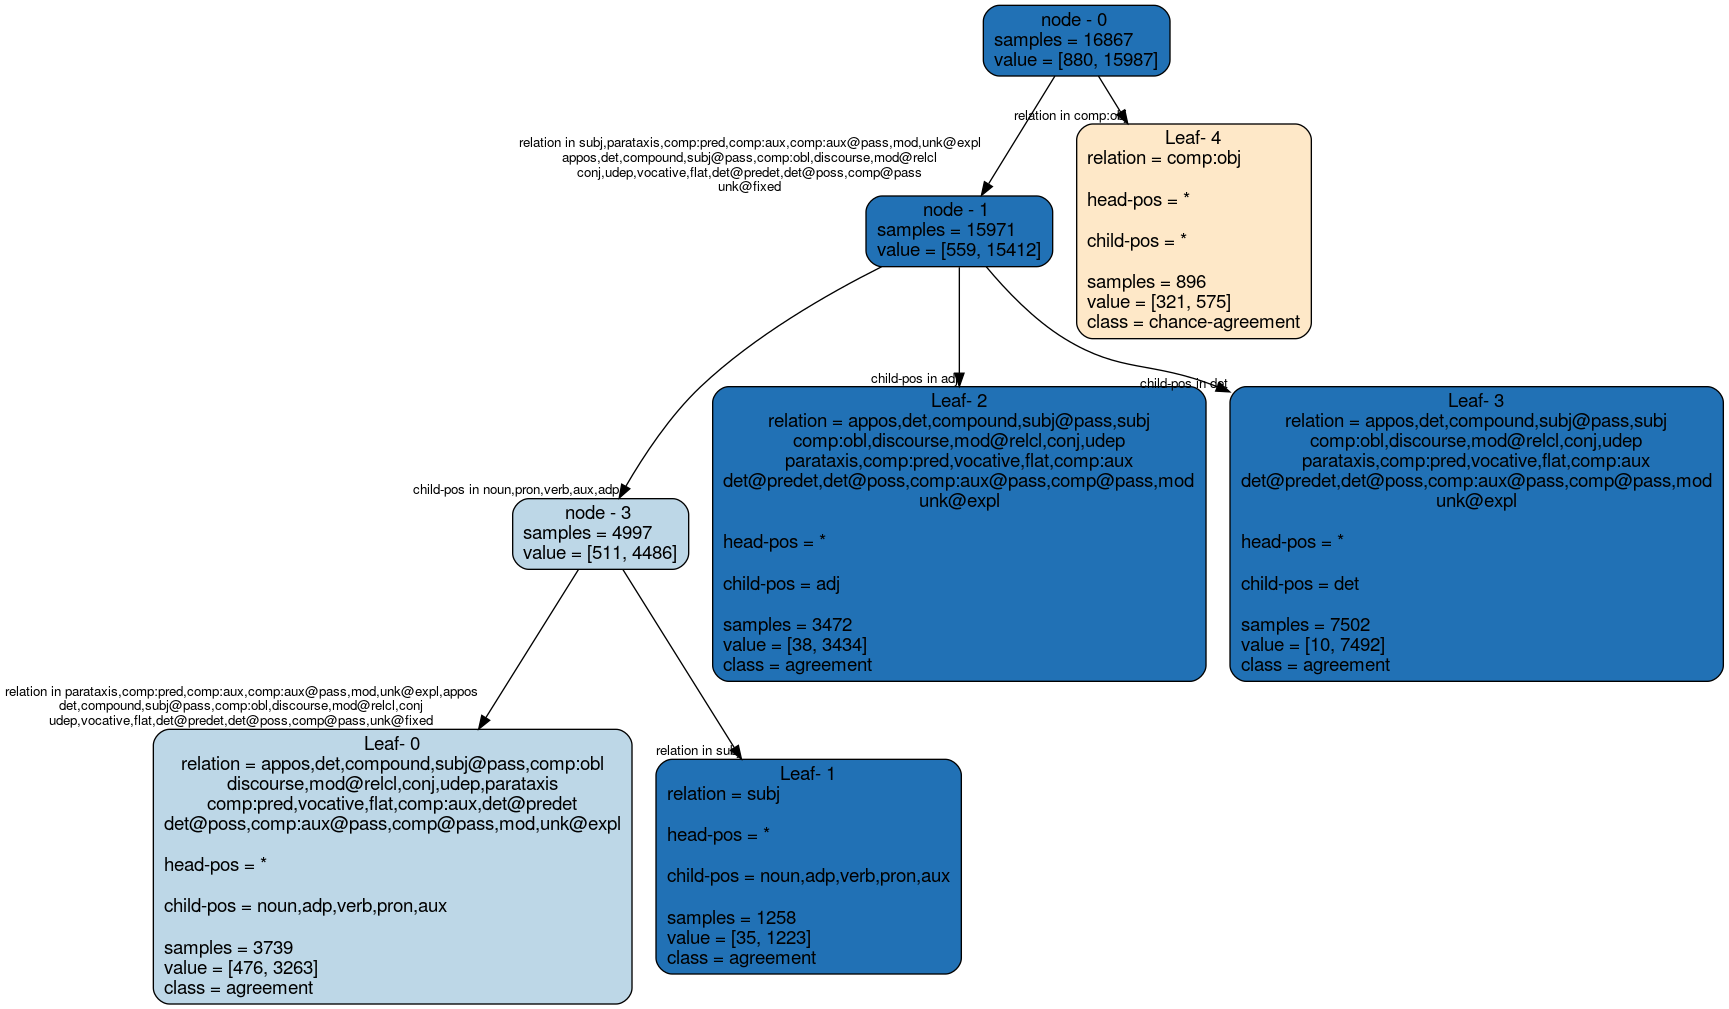 node - 0
samples = 16867
value = [880, 15987]
relation in comp:obj
relation in subj,parataxis,comp:pred,comp:aux,comp:aux@pass,mod,unk@expl
appos,det,compound,subj@pass,comp:obl,discourse,mod@relcl
conj,udep,vocative,flat,det@predet,det@poss,comp@pass
unk@fixed
Leaf- 4
relation = comp:obj
head-pos = *
child-pos = *
samples = 896
value = [321, 575]
class = chance-agreement
node - 1
samples = 15971
value = [559, 15412]
child-pos in adj
child-pos in det
child-pos in noun,pron,verb,aux,adp
Leaf- 2
relation = appos,det,compound,subj@pass,subj
comp:obl,discourse,mod@relcl,conj,udep
parataxis,comp:pred,vocative,flat,comp:aux
det@predet,det@poss,comp:aux@pass,comp@pass,mod
unk@expl
head-pos = *
child-pos = adj
samples = 3472
value = [38, 3434]
class = agreement
Leaf- 3
relation = appos,det,compound,subj@pass,subj
comp:obl,discourse,mod@relcl,conj,udep
parataxis,comp:pred,vocative,flat,comp:aux
det@predet,det@poss,comp:aux@pass,comp@pass,mod
unk@expl
head-pos = *
child-pos = det
samples = 7502
value = [10, 7492]
class = agreement
node - 3
samples = 4997
value = [511, 4486]
relation in parataxis,comp:pred,comp:aux,comp:aux@pass,mod,unk@expl,appos
det,compound,subj@pass,comp:obl,discourse,mod@relcl,conj
udep,vocative,flat,det@predet,det@poss,comp@pass,unk@fixed
relation in subj
Leaf- 0
relation = appos,det,compound,subj@pass,comp:obl
discourse,mod@relcl,conj,udep,parataxis
comp:pred,vocative,flat,comp:aux,det@predet
det@poss,comp:aux@pass,comp@pass,mod,unk@expl
head-pos = *
child-pos = noun,adp,verb,pron,aux
samples = 3739
value = [476, 3263]
class = agreement
Leaf- 1
relation = subj
head-pos = *
child-pos = noun,adp,verb,pron,aux
samples = 1258
value = [35, 1223]
class = agreement